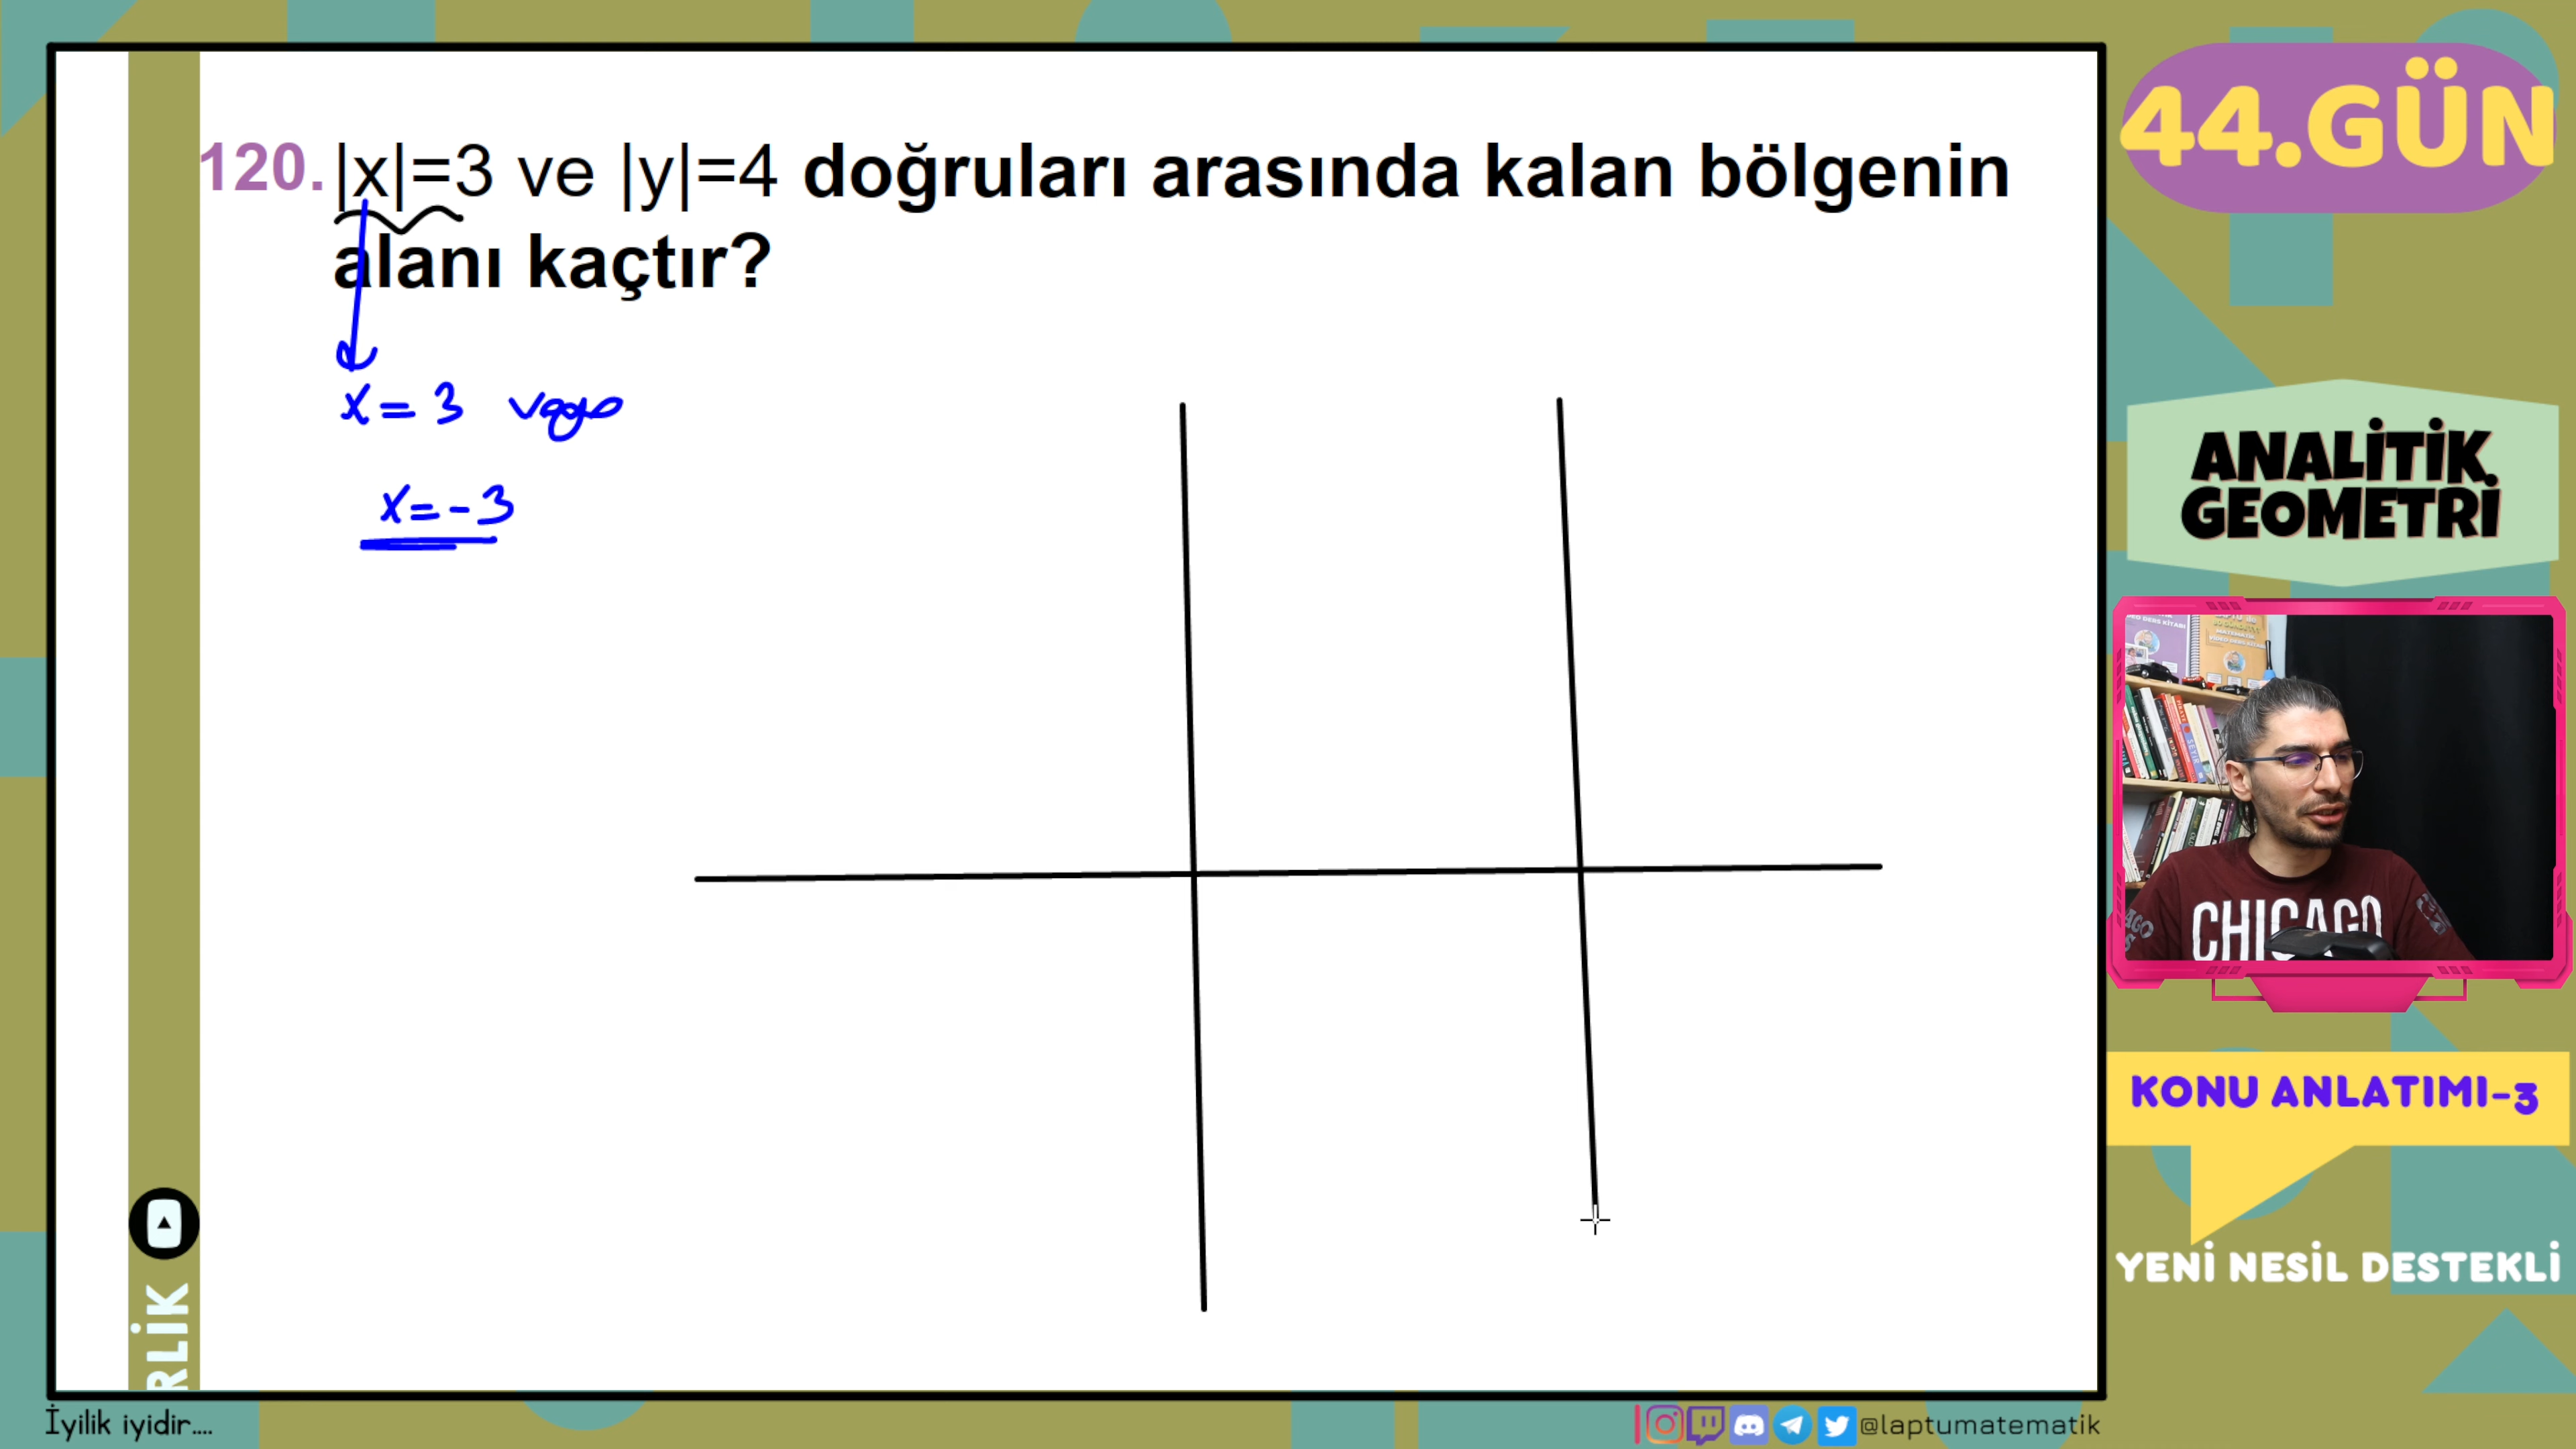 120. |x|=3 ve |y|=4 doğruları arasında kalan bölgenin
alanı kaçtır?
x = 3 veya
x = -3
RLİK
İyilik iyidir....
@laptumatematik
44.GÜN
ANALİTİK
GEOMETRİ
CHICAGO
KONU ANLATIMI-3
YENİ NESİL DESTEKLİ